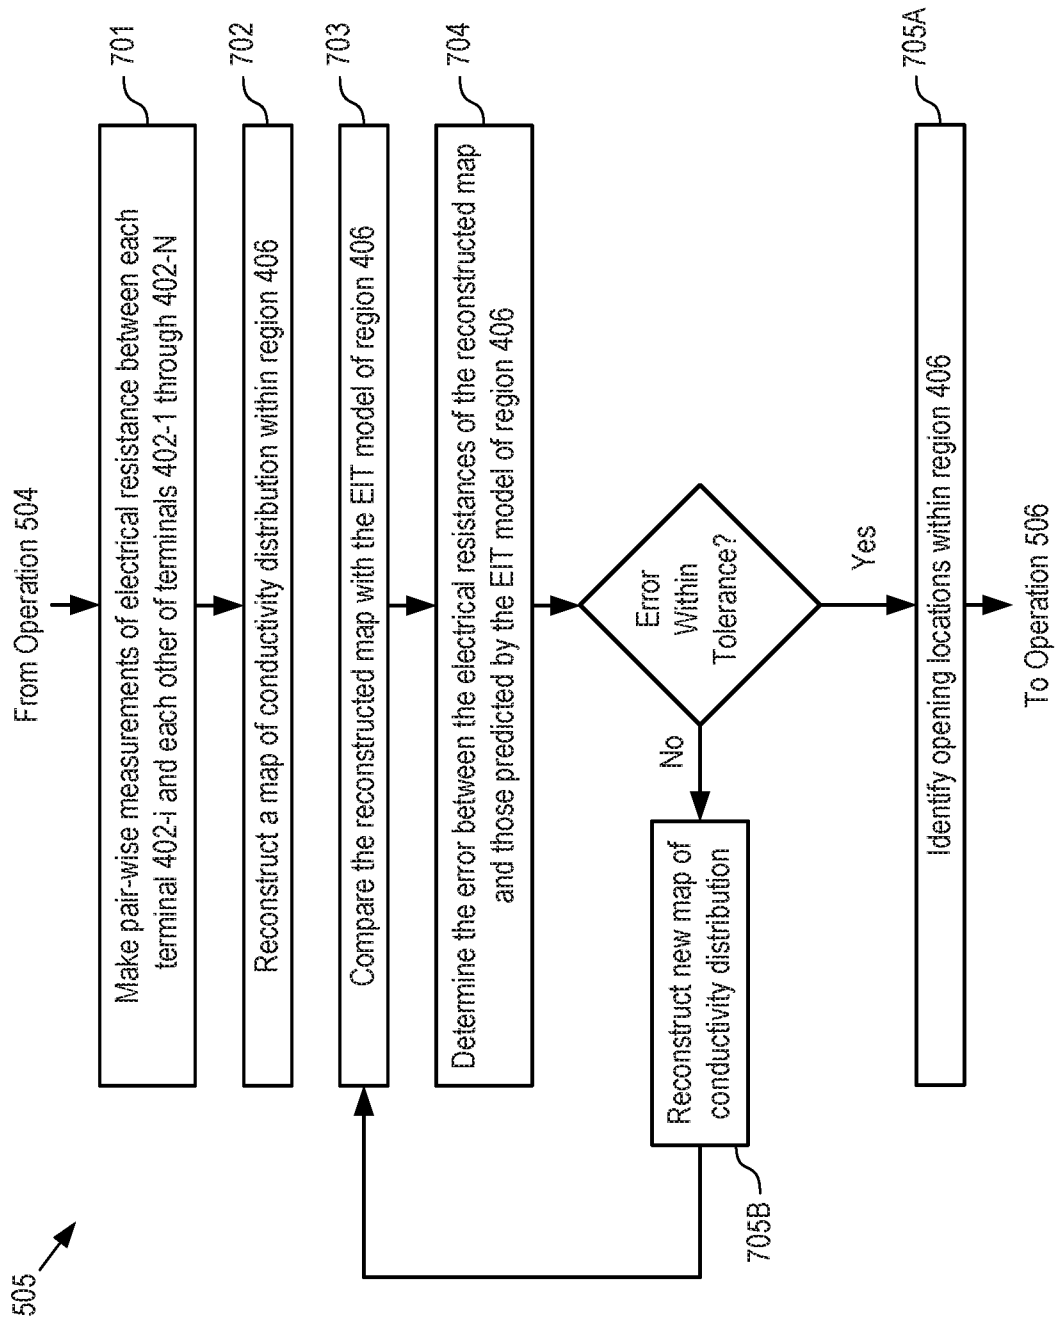 505
From Operation 504
701
Make pair-wise measurements of electrical resistance between each
terminal 402-i and each other of terminals 402-1 through 402-N
702
Reconstruct a map of conductivity distribution within region 406
703
Compare the reconstructed map with the EIT model of region 406
704
Determine the error between the electrical resistances of the reconstructed map
and those predicted by the EIT model of region 406
Error
Within
Tolerance?
No
Yes
705B
Reconstruct new map of
conductivity distribution
705A
Identify opening locations within region 406
To Operation 506